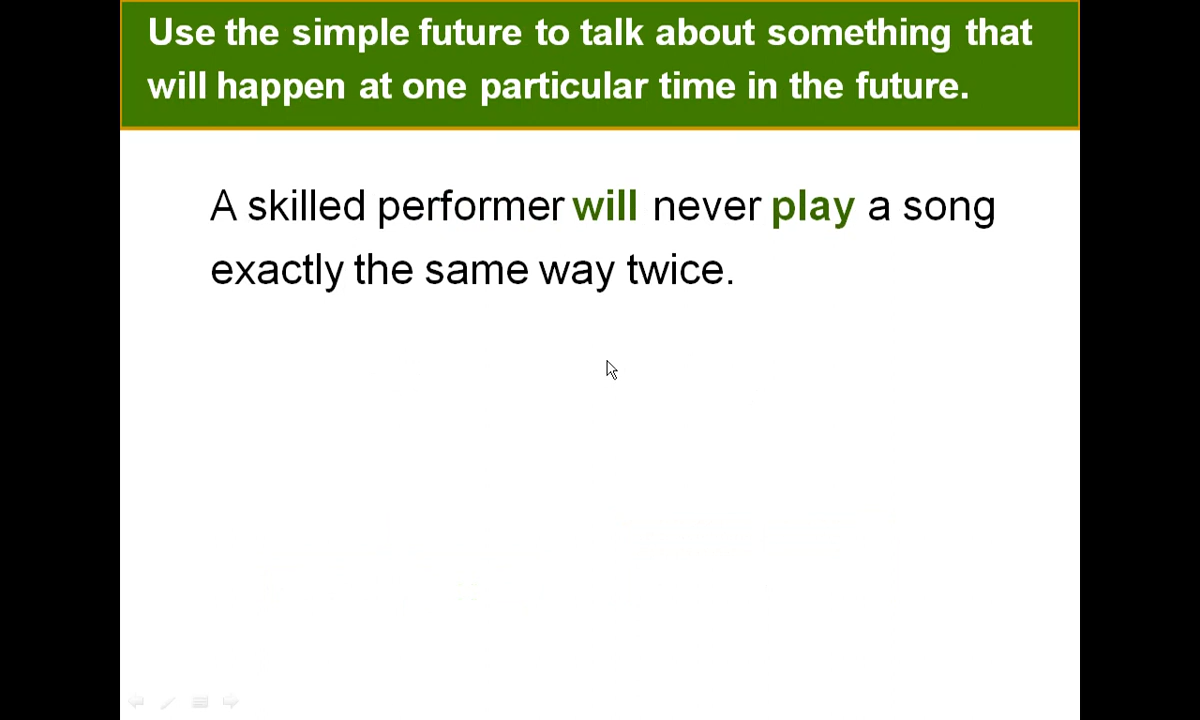 Use the simple future to talk about something that
will happen at one particular time in the future.
A skilled performer will never play a song
exactly the same way twice.